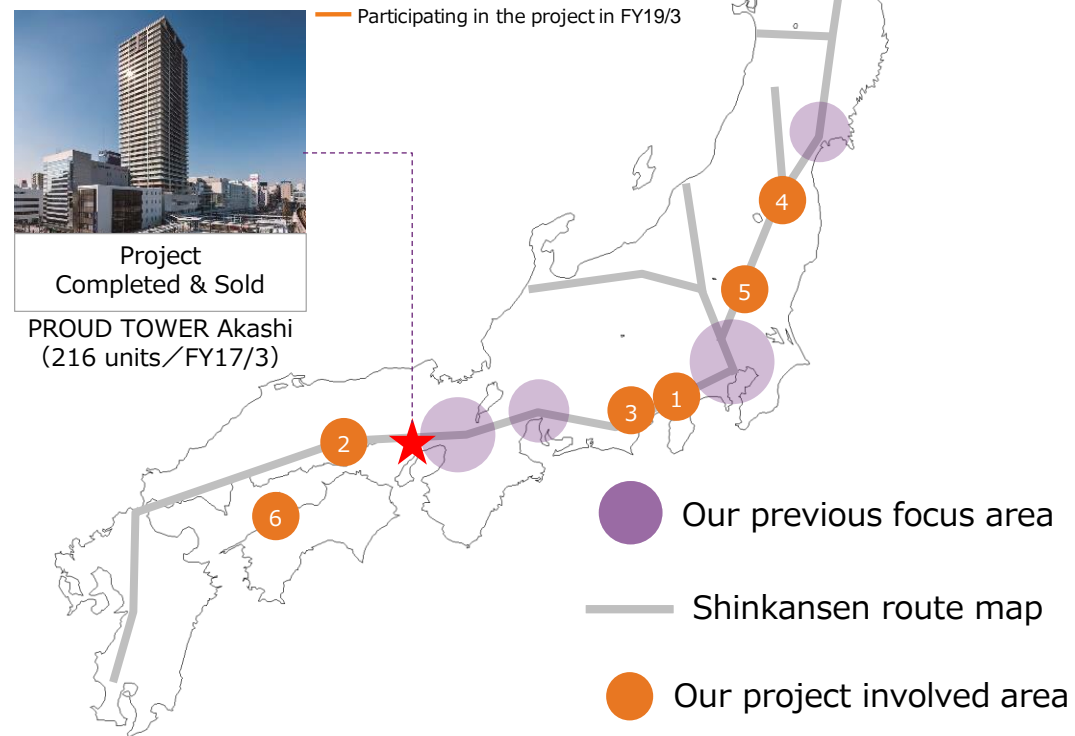 Participating in the project in FY19/3
Project
Completed & Sold
PROUD TOWER Akashi
（216 units／FY17/3）
4
5
1
3
2
6
Our previous focus area
Shinkansen route map
Our project involved area